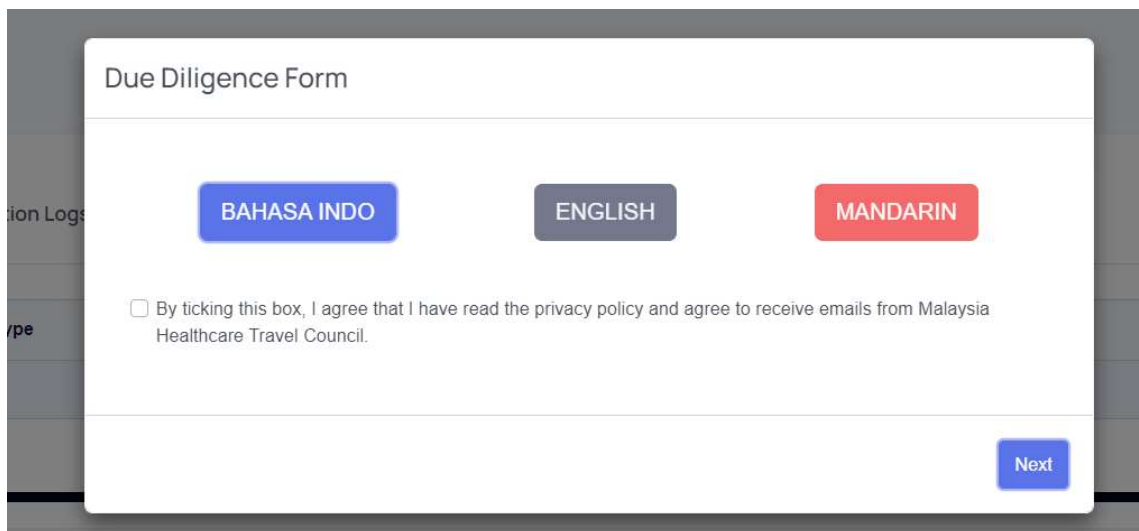 Due Diligence Form
BAHASA INDO
ENGLISH
MANDARIN
tion Logs
By ticking this box, I agree that I have read the privacy policy and agree to receive emails from Malaysia
Healthcare Travel Council.
ype
Next